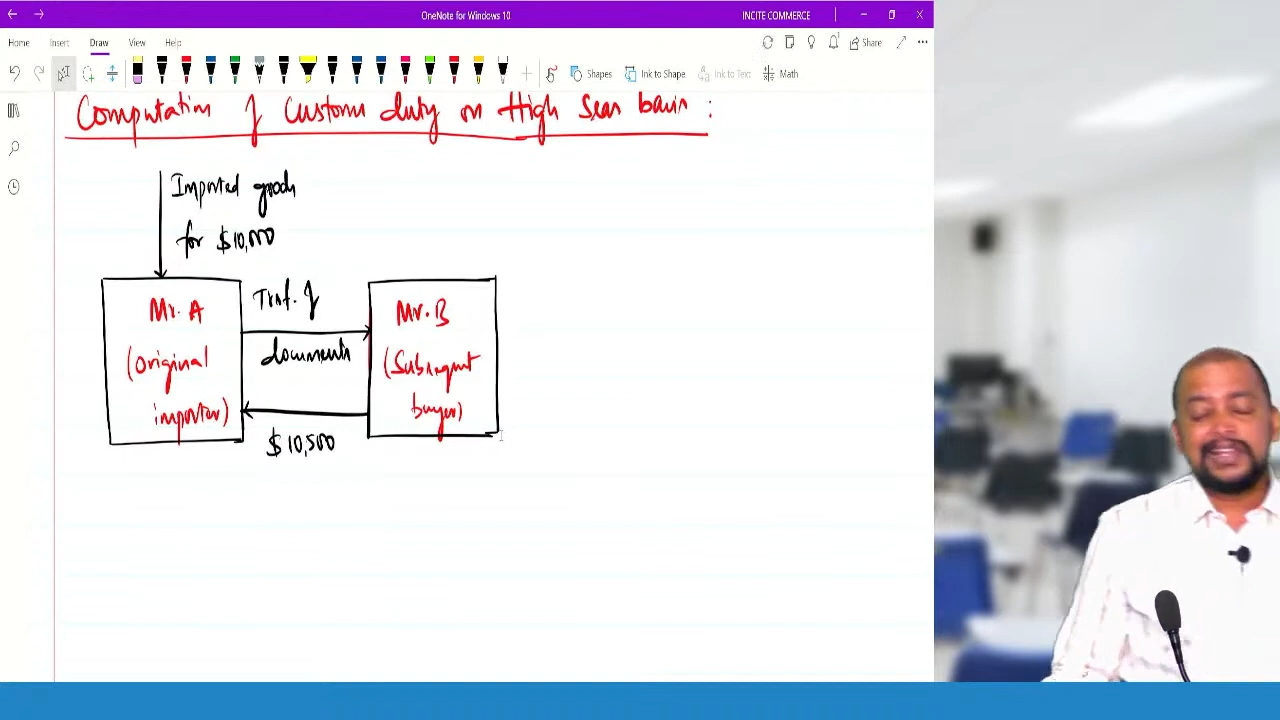 OneNote for Windows 10
INCITE COMMERCE
Home Insert Draw View Help
Share
Shapes Ink to Shape Ink to Text Math
Computation of Customs duty on High Seas basis :
Imported goods
for $10,000
Mr. A
(Original
importer)
Trnf. of
documents
$10,500
Mr. B
(Subsequent
buyer)